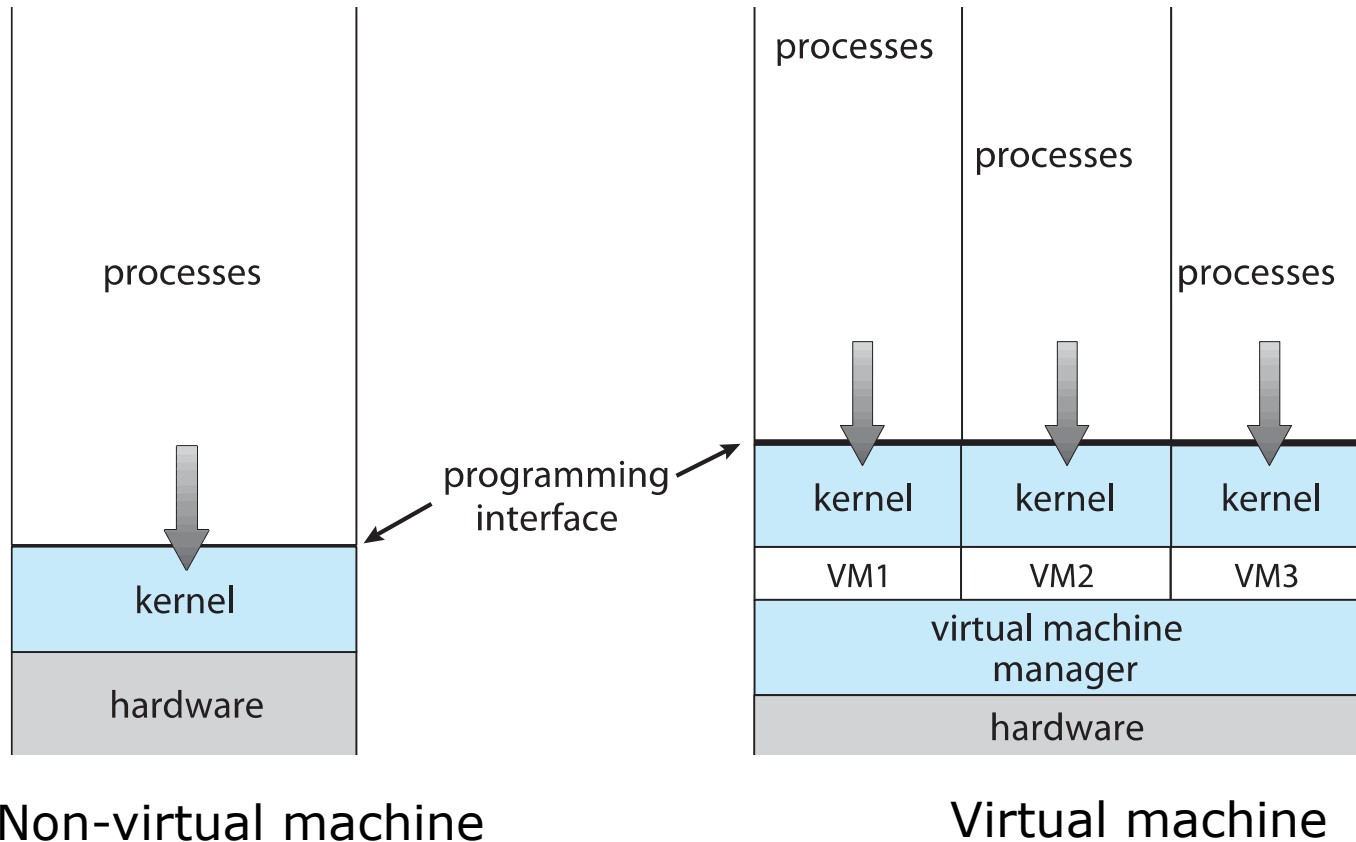 processes
kernel
hardware
programming
interface
processes
processes
processes
kernel
kernel
kernel
VM1
VM2
VM3
virtual machine
manager
hardware
Non-virtual machine
Virtual machine